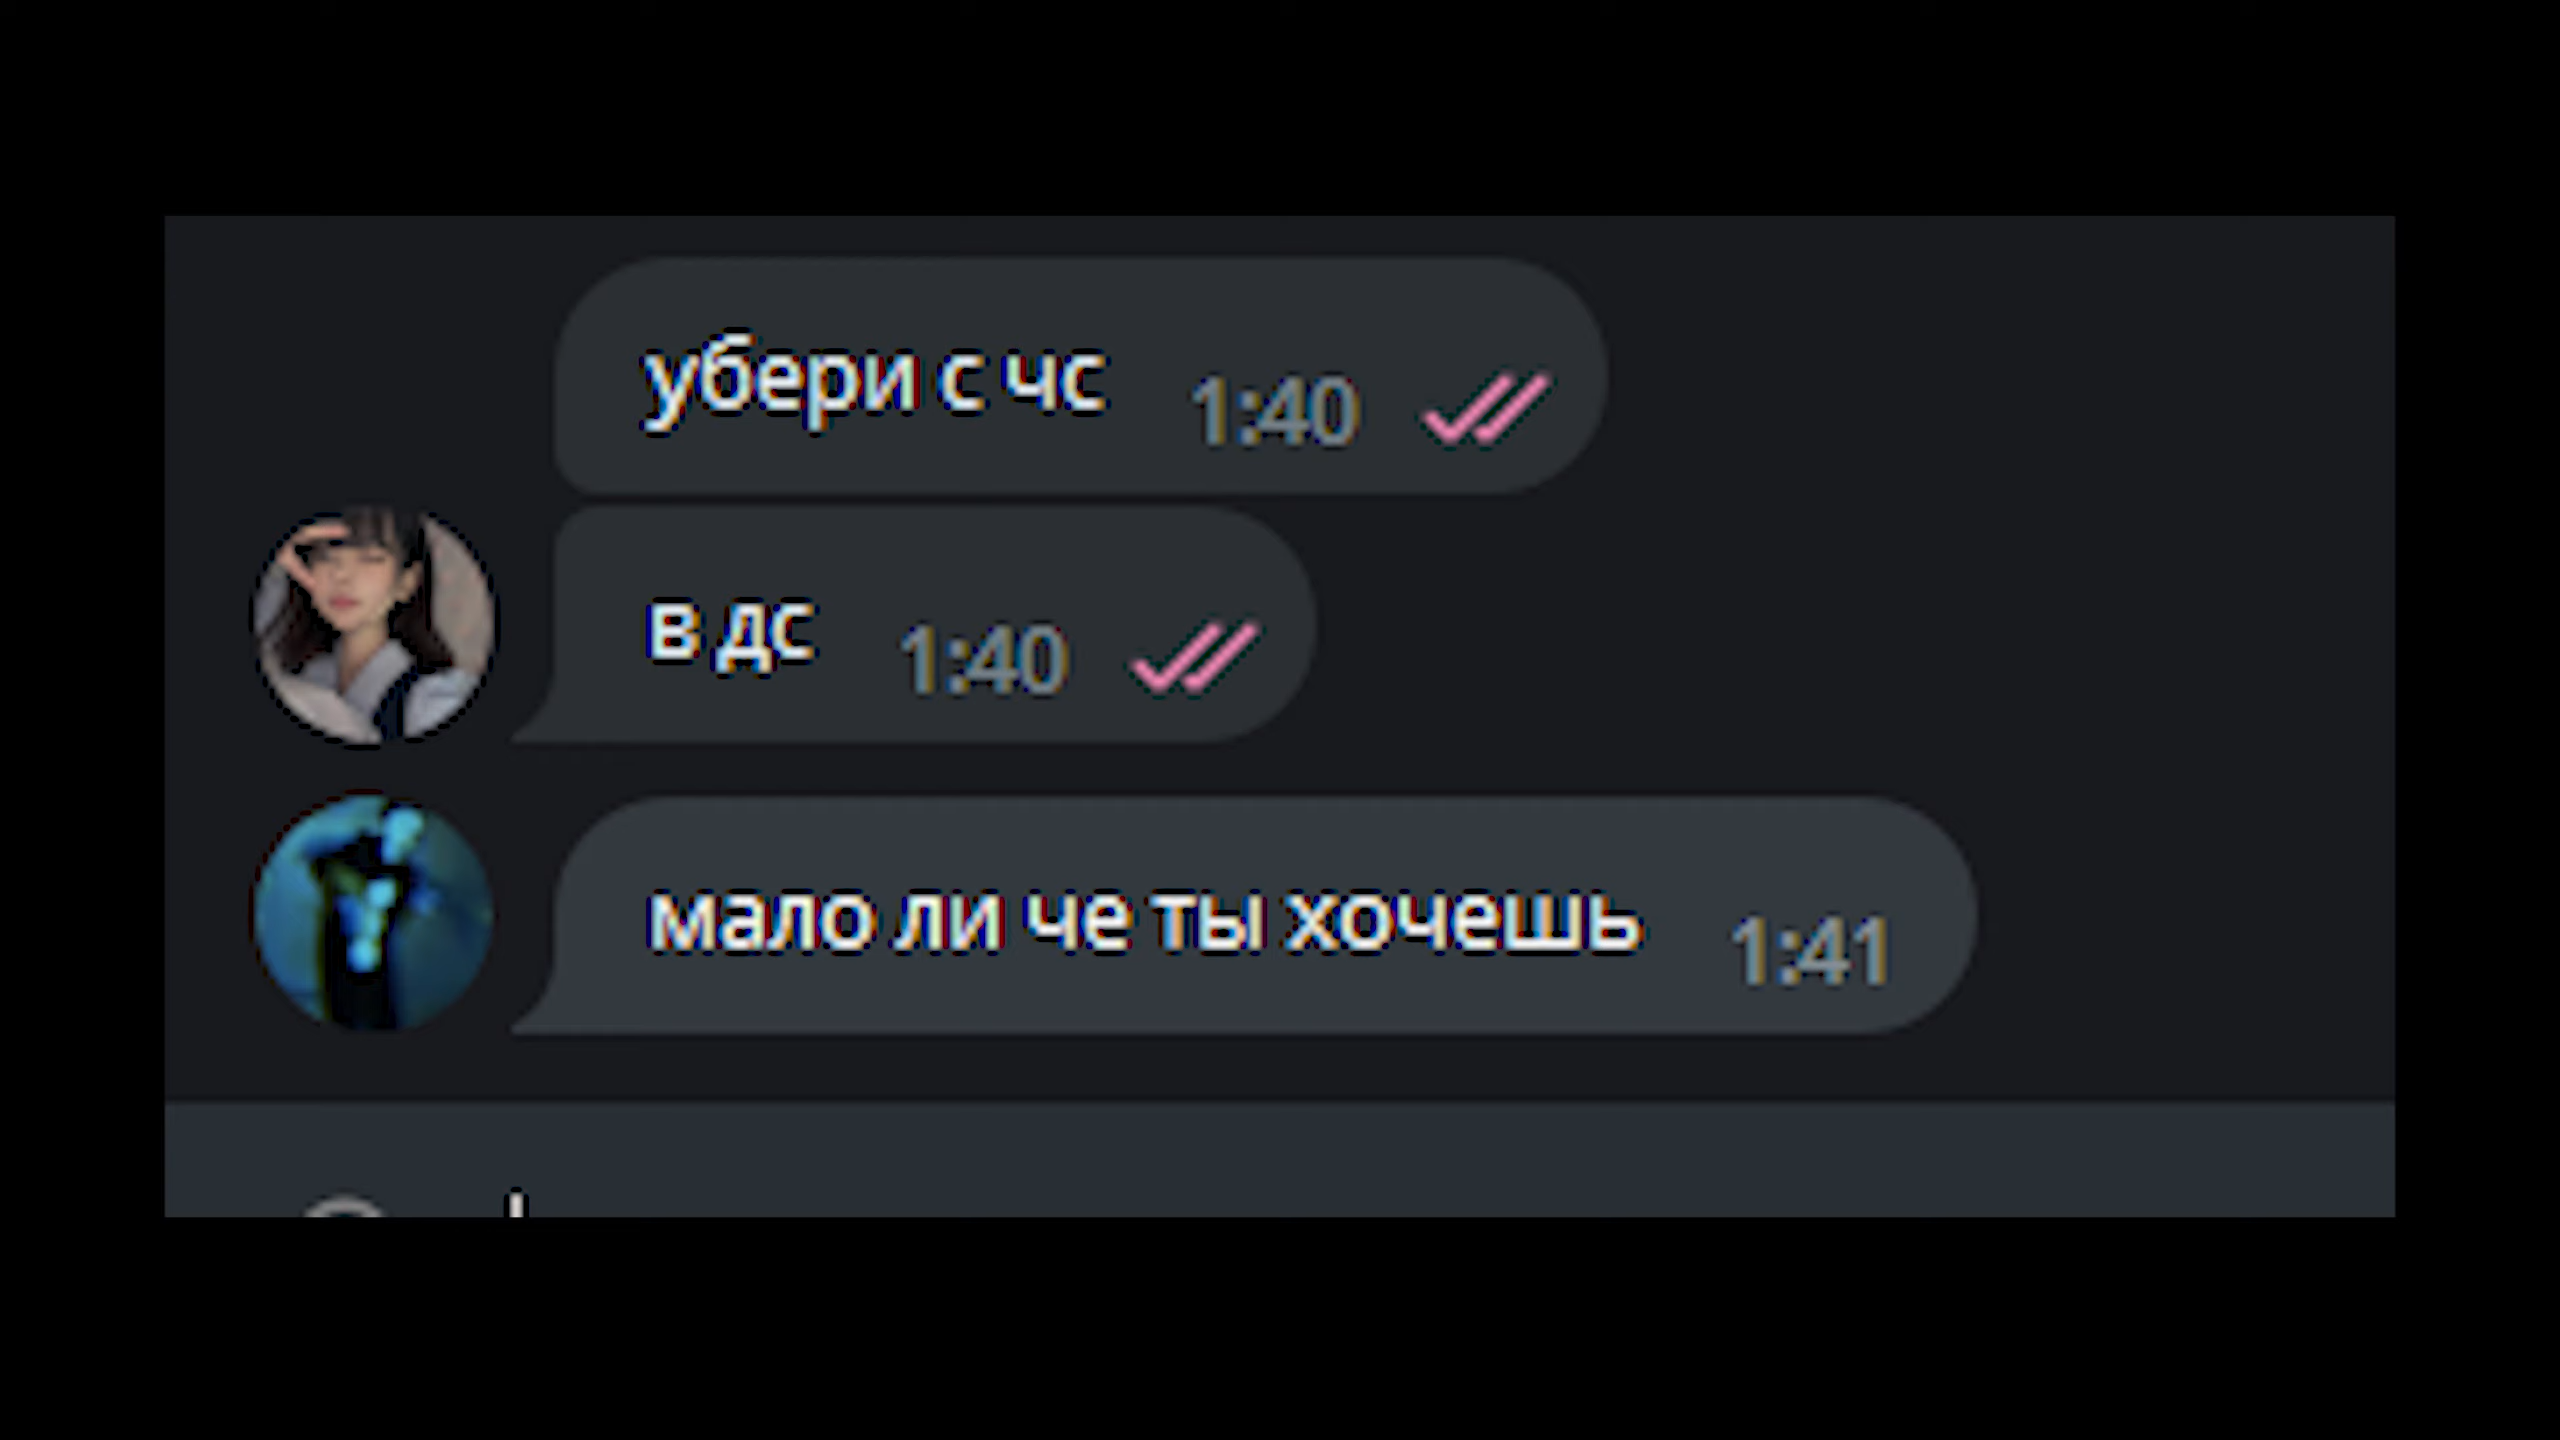 убери с чс 1:40
в дс 1:40
мало ли че ты хочешь 1:41